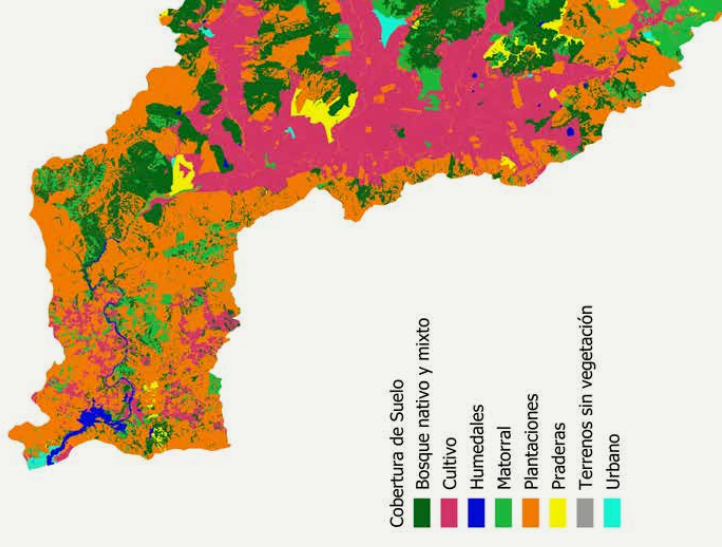 Cobertura de Suelo
Bosque nativo y mixto
Cultivo
Humedales
Matorral
Plantaciones
Praderas
Terrenos sin vegetación
Urbano